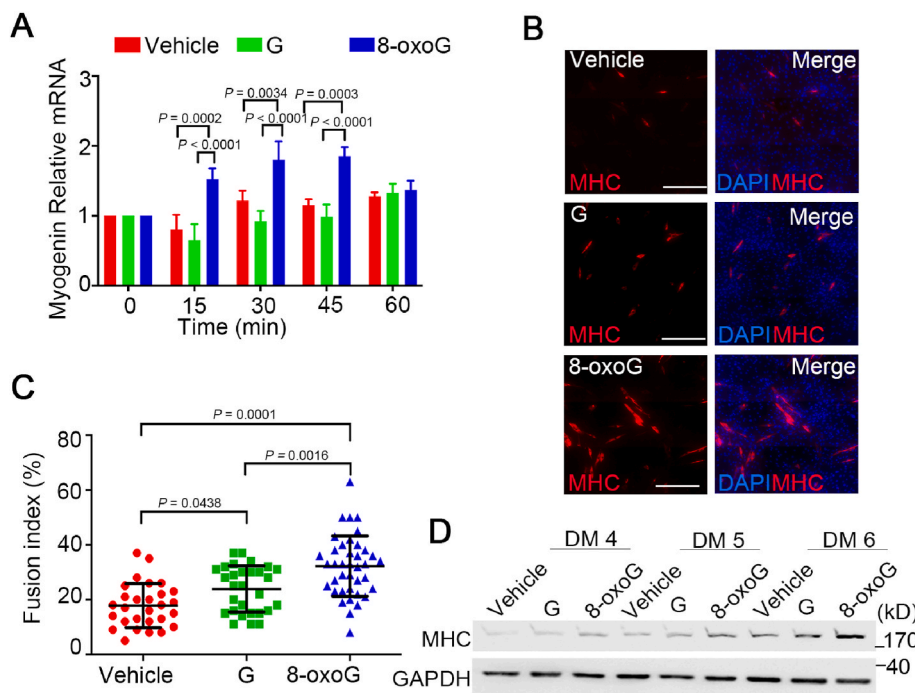 A
Vehicle G 8-oxoG
Myogenin Relative mRNA
3
2
1
0
P = 0.0002
P < 0.0001
P = 0.0034
P < 0.0001
P = 0.0003
P < 0.0001
0 15 30 45 60
Time (min)
B
Vehicle Merge
MHC DAPI MHC
G Merge
MHC DAPI MHC
8-oxoG Merge
MHC DAPI MHC
C
Fusion index (%)
80
60
40
20
0
P = 0.0001
P = 0.0016
P = 0.0438
Vehicle G 8-oxoG
D
DM 4 DM 5 DM 6
Vehicle G 8-oxoG Vehicle G 8-oxoG Vehicle G 8-oxoG (kD)
MHC 170
40
GAPDH